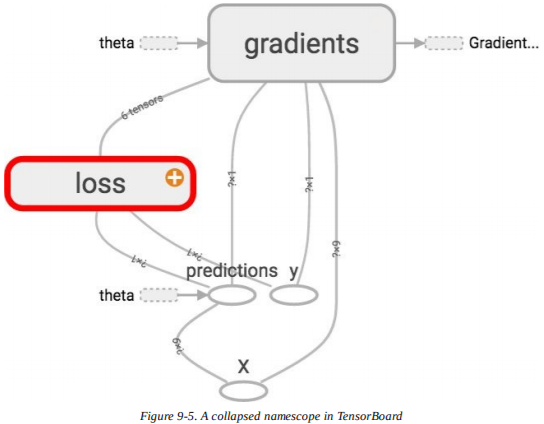 theta
gradients
Gradient...
6 tensors
loss
?×1
?×1
?×9
?×1
?×1
predictions
y
theta
?×9
X
Figure 9-5. A collapsed namescope in TensorBoard